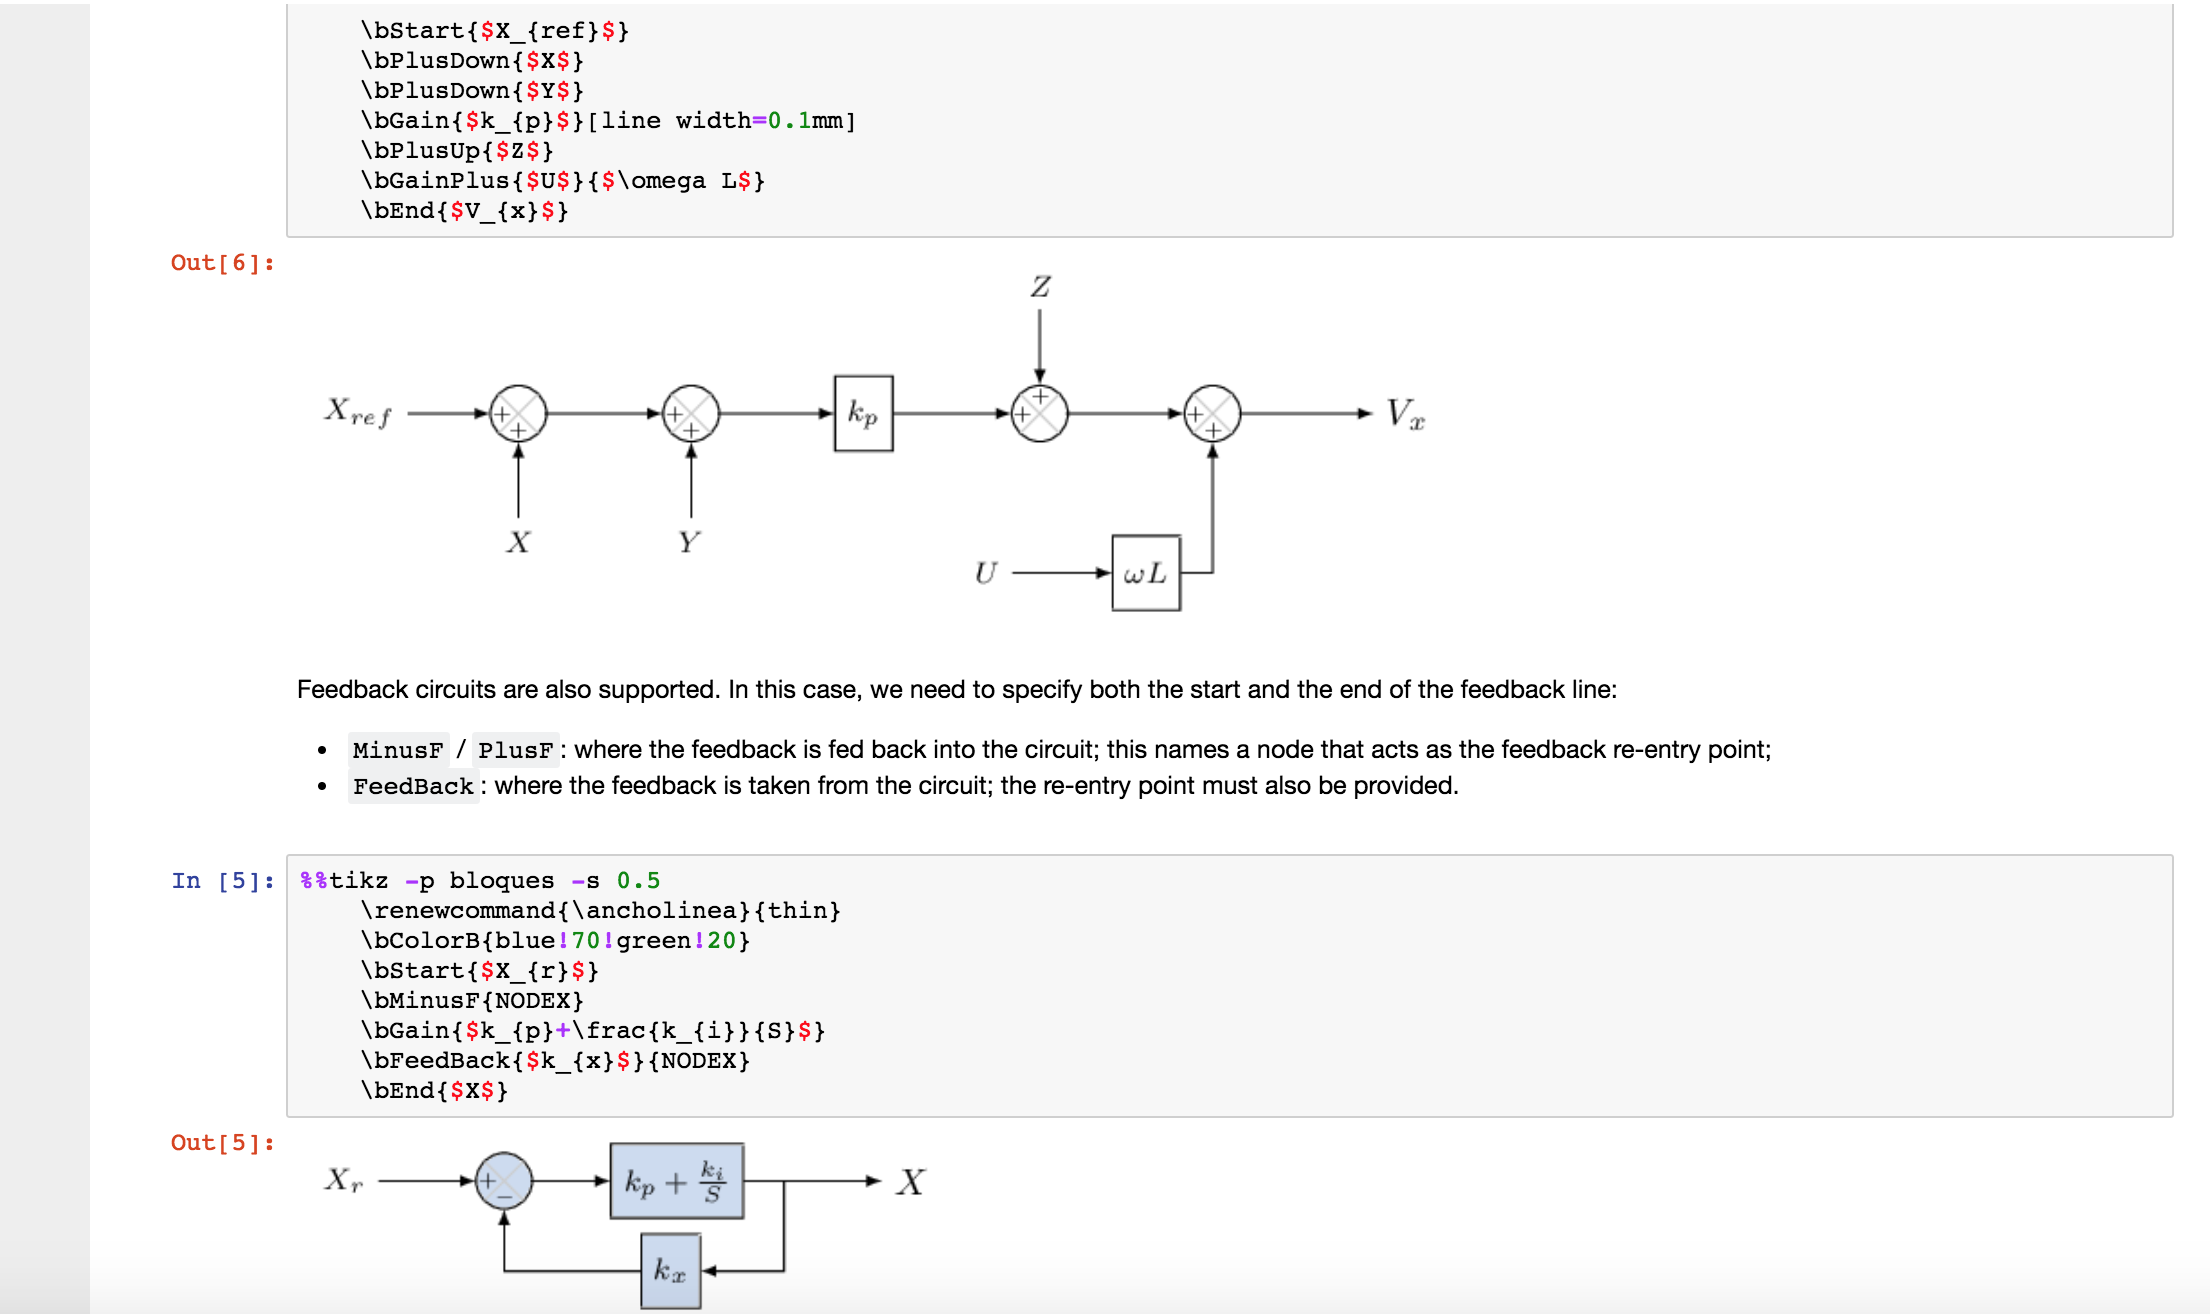 \bStart{$X_{ref}$}
\bPlusDown{$X$}
\bPlusDown{$Y$}
\bGain{$k_{p}$}[line width=0.1mm]
\bPlusUp{$Z$}
\bGainPlus{$U$}{$\omega L$}
\bEnd{$V_{x}$}
Out[6]:
Z
X_{ref} + + + + k_p + + + + V_x
X Y
U ωL
Feedback circuits are also supported. In this case, we need to specify both the start and the end of the feedback line:
• MinusF / PlusF : where the feedback is fed back into the circuit; this names a node that acts as the feedback re-entry point;
• FeedBack : where the feedback is taken from the circuit; the re-entry point must also be provided.
In [5]: %%tikz -p bloques -s 0.5
\renewcommand{\ancholinea}{thin}
\bColorB{blue!70!green!20}
\bStart{$X_{r}$}
\bMinusF{NODEX}
\bGain{$k_{p}+\frac{k_{i}}{S}$}
\bFeedBack{$k_{x}$}{NODEX}
\bEnd{$X$}
Out[5]:
X_r + − k_p + \frac{k_i}{S} X
k_x